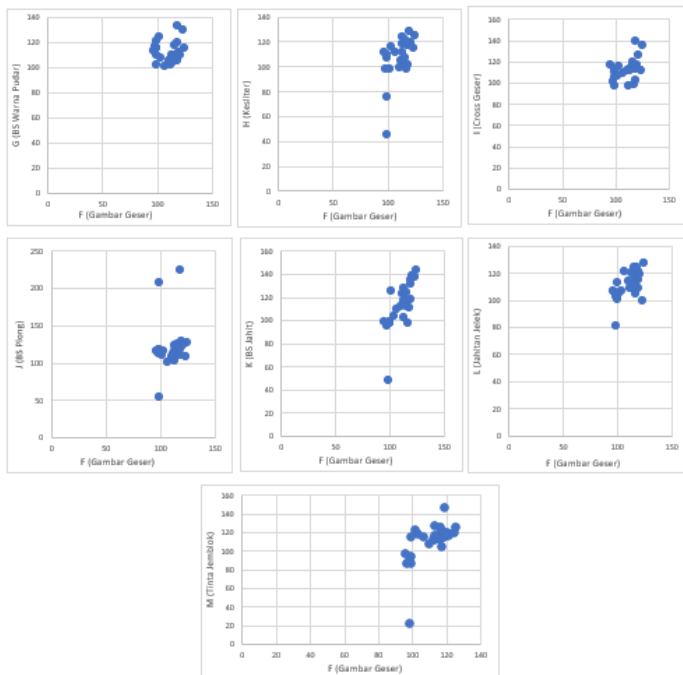 140
120
100
80
60
40
20
0
G (BS Warna Pudar)
0 50 100 150
F (Gambar Geser)
140
120
100
80
60
40
20
0
H (Kesliter)
0 50 100 150
F (Gambar Geser)
160
140
120
100
80
60
40
20
0
I (Cross Geser)
0 50 100 150
F (Gambar Geser)
250
200
150
100
50
0
J (BS Plong)
0 50 100 150
F (Gambar Geser)
160
140
120
100
80
60
40
20
0
K (BS Jahit)
0 50 100 150
F (Gambar Geser)
140
120
100
80
60
40
20
0
L (Jahitan Jelek)
0 50 100 150
F (Gambar Geser)
160
140
120
100
80
60
40
20
0
M (Tinta Jemblok)
0 20 40 60 80 100 120 140
F (Gambar Geser)